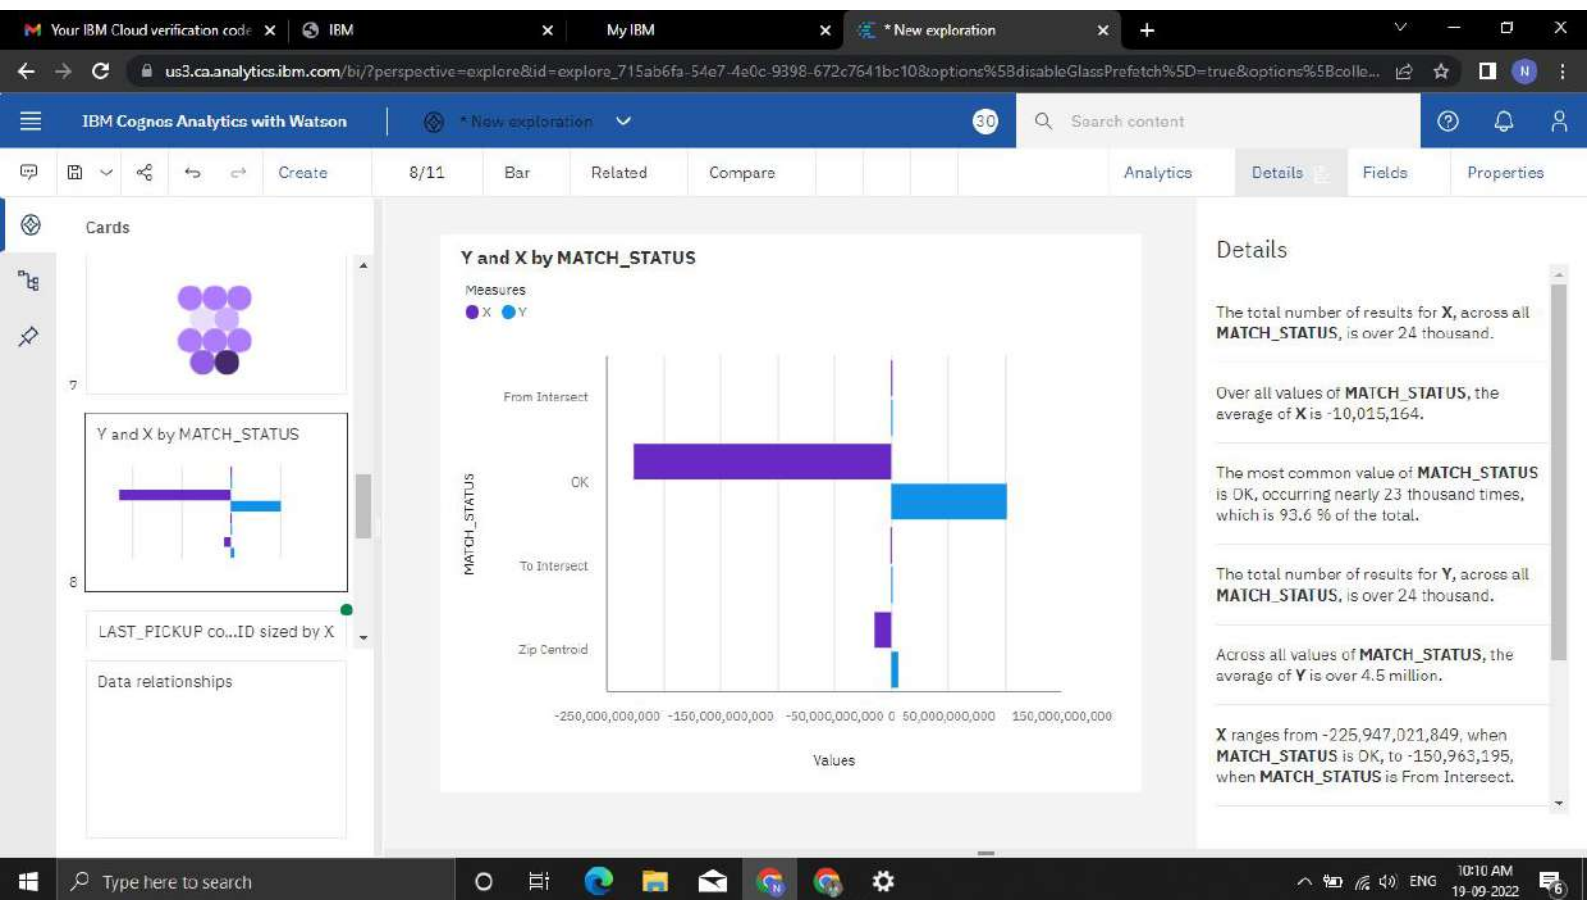 Your IBM Cloud verification code
IBM
My IBM
* New exploration
us3.ca.analytics.ibm.com/bi/?perspective=explore&id=explore_715ab6fa-54e7-4e0c-9398-672c7641bc10&options%5BdisableGlassPrefetch%5D=true&options%5Bcolle...
N
IBM Cognos Analytics with Watson
* New exploration
30
Search content
Create
8/11
Bar
Related
Compare
Analytics
Details
Fields
Properties
Cards
7
Y and X by MATCH_STATUS
8
LAST_PICKUP co...ID sized by X
Data relationships
Y and X by MATCH_STATUS
Measures
X Y
MATCH_STATUS
From Intersect
OK
To Intersect
Zip Centroid
-250,000,000,000 -150,000,000,000 -50,000,000,000 0 50,000,000,000 150,000,000,000
Values
Details
The total number of results for X, across all
MATCH_STATUS, is over 24 thousand.
Over all values of MATCH_STATUS, the
average of X is -10,015,164.
The most common value of MATCH_STATUS
is OK, occurring nearly 23 thousand times,
which is 93.6 % of the total.
The total number of results for Y, across all
MATCH_STATUS, is over 24 thousand.
Across all values of MATCH_STATUS, the
average of Y is over 4.5 million.
X ranges from -225,947,021,849, when
MATCH_STATUS is OK, to -150,963,195,
when MATCH_STATUS is From Intersect.
Type here to search
N
ENG
10:10 AM
19-09-2022
6